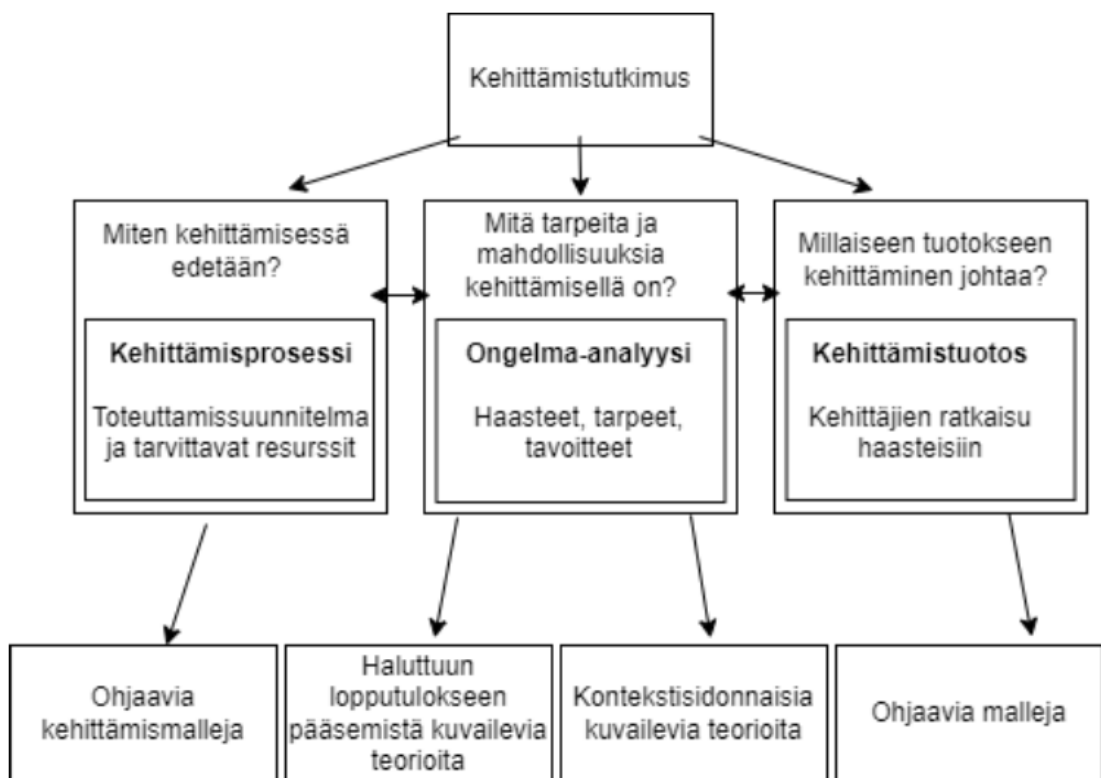 Kehittämistutkimus
Miten kehittämisessä
edetään?
Kehittämisprosessi
Toteuttamissuunnitelma
ja tarvittavat resurssit
Mitä tarpeita ja
mahdollisuuksia
kehittämisellä on?
Ongelma-analyysi
Haasteet, tarpeet,
tavoitteet
Millaiseen tuotokseen
kehittäminen johtaa?
Kehittämistuotos
Kehittäjien ratkaisu
haasteisiin
Ohjaavia
kehittämismalleja
Haluttuun
lopputulokseen
pääsemistä kuvailevia
teorioita
Kontekstisidonnaisia
kuvailevia teorioita
Ohjaavia malleja